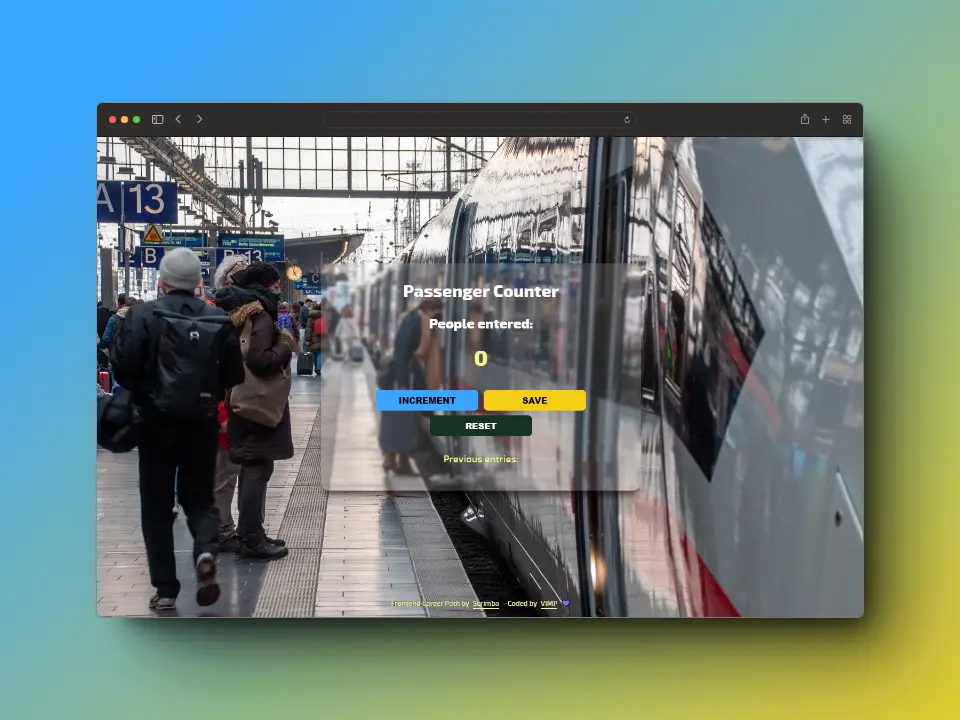 A 13
B
B 13
C
Passenger Counter
People entered:
0
INCREMENT
SAVE
RESET
Previous entries:
Frontend Career Path by Scrimba - Coded by VIMP 💜